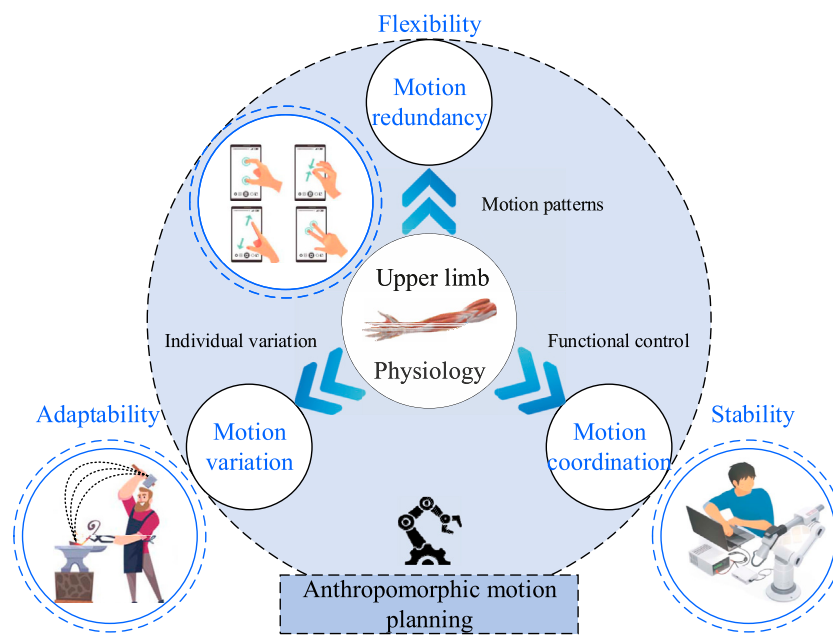 Flexibility
Motion
redundancy
Motion patterns
Upper limb
Individual variation
Functional control
Physiology
Adaptability
Motion
variation
Motion
coordination
Stability
Anthropomorphic motion
planning